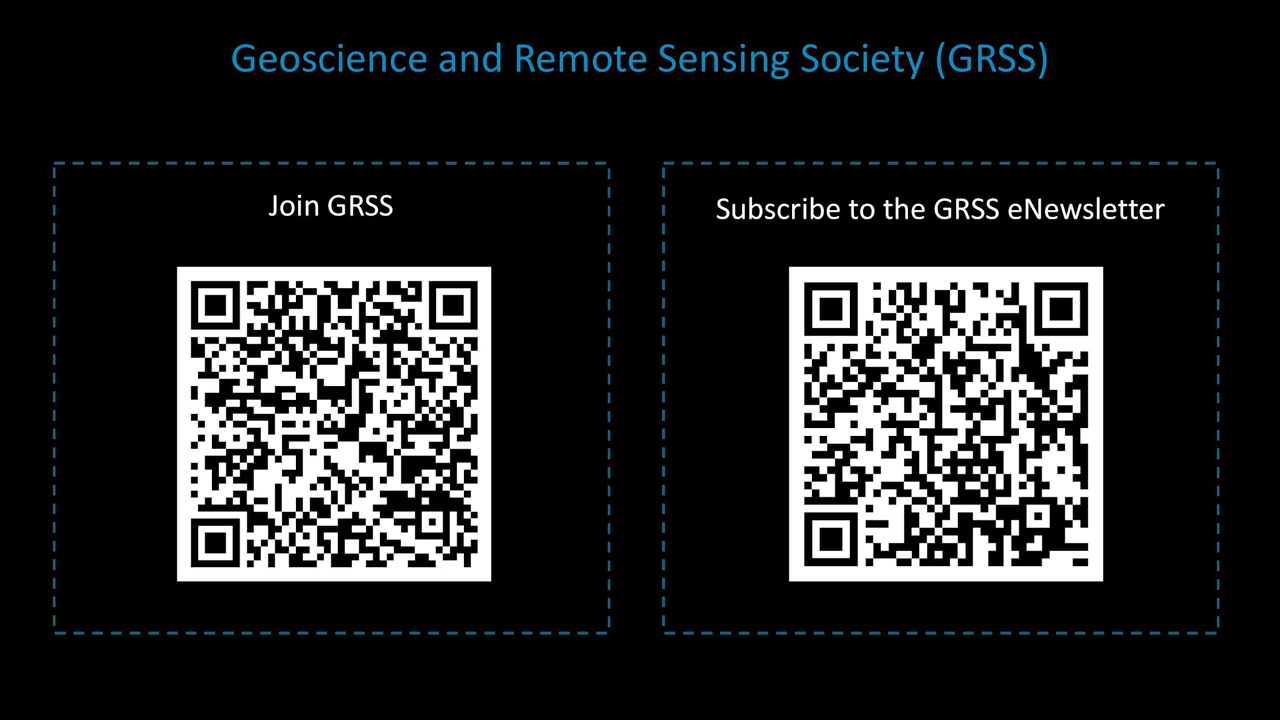 Geoscience and Remote Sensing Society (GRSS)
Join GRSS
Subscribe to the GRSS eNewsletter